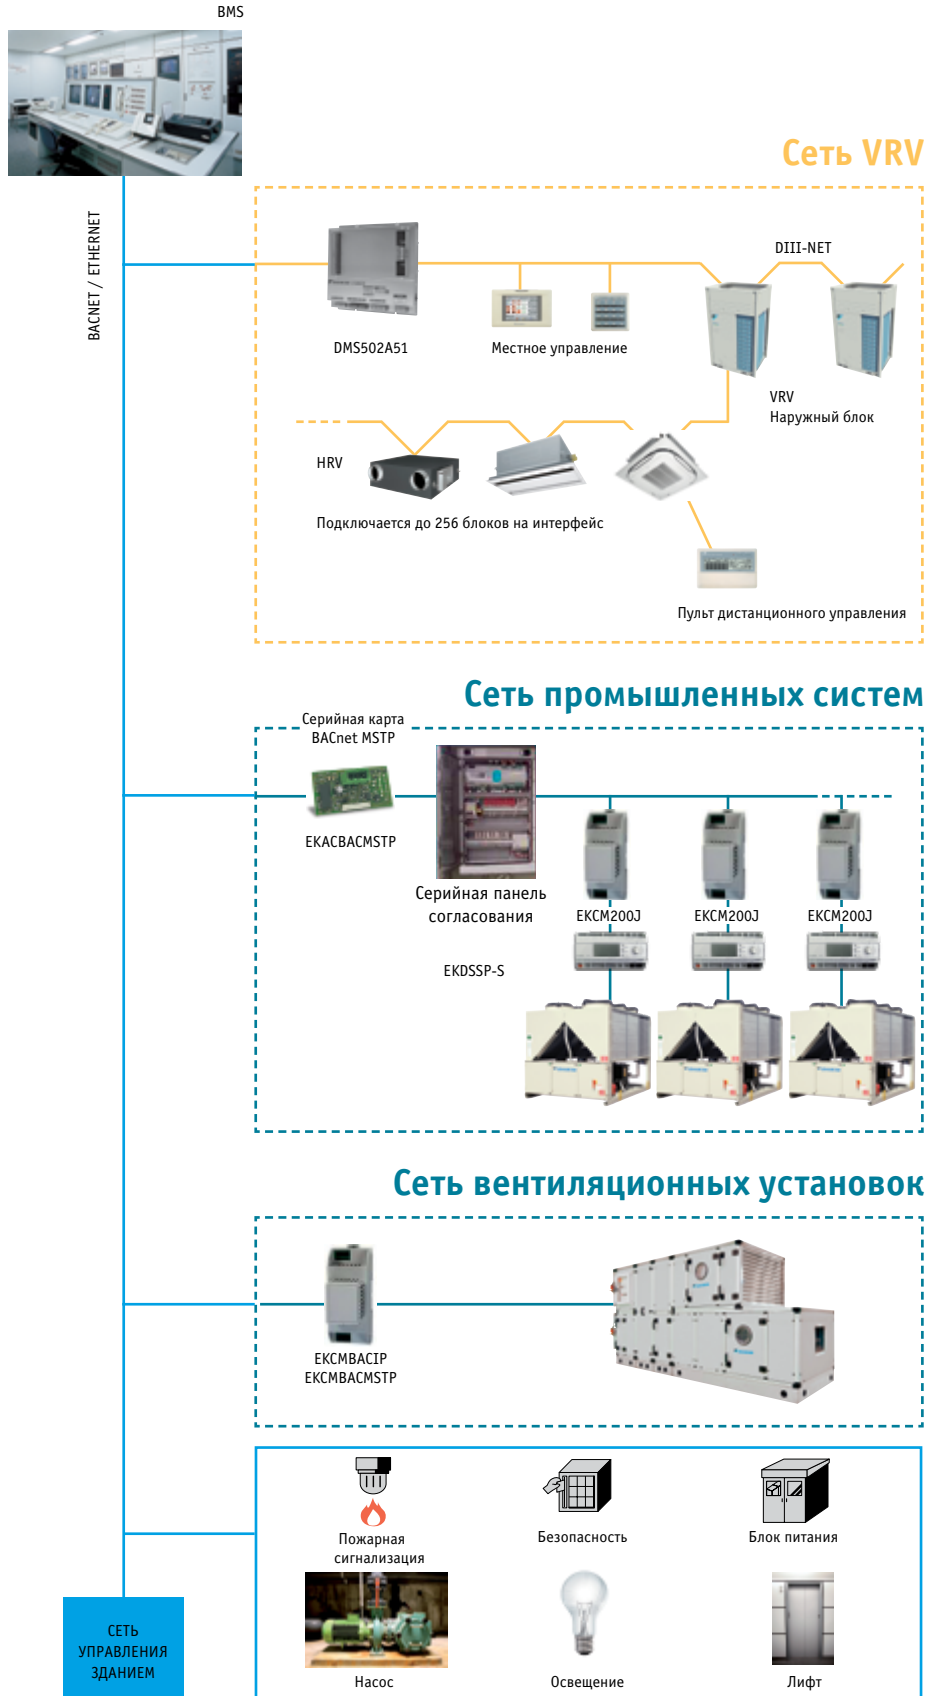 BMS
Сеть VRV
BACNET / ETHERNET
DIII-NET
DMS502A51
Местное управление
VRV
Наружный блок
HRV
Подключается до 256 блоков на интерфейс
Пульт дистанционного управления
Сеть промышленных систем
Серийная карта
BACnet MSTP
EKACBACMSTP
Серийная панель
согласования
EKCM200J
EKCM200J
EKCM200J
EKDSSP-S
Сеть вентиляционных установок
EKCMBACIP
EKCMBACMSTP
Пожарная
сигнализация
Безопасность
Блок питания
СЕТЬ
УПРАВЛЕНИЯ
ЗДАНИЕМ
Насос
Освещение
Лифт